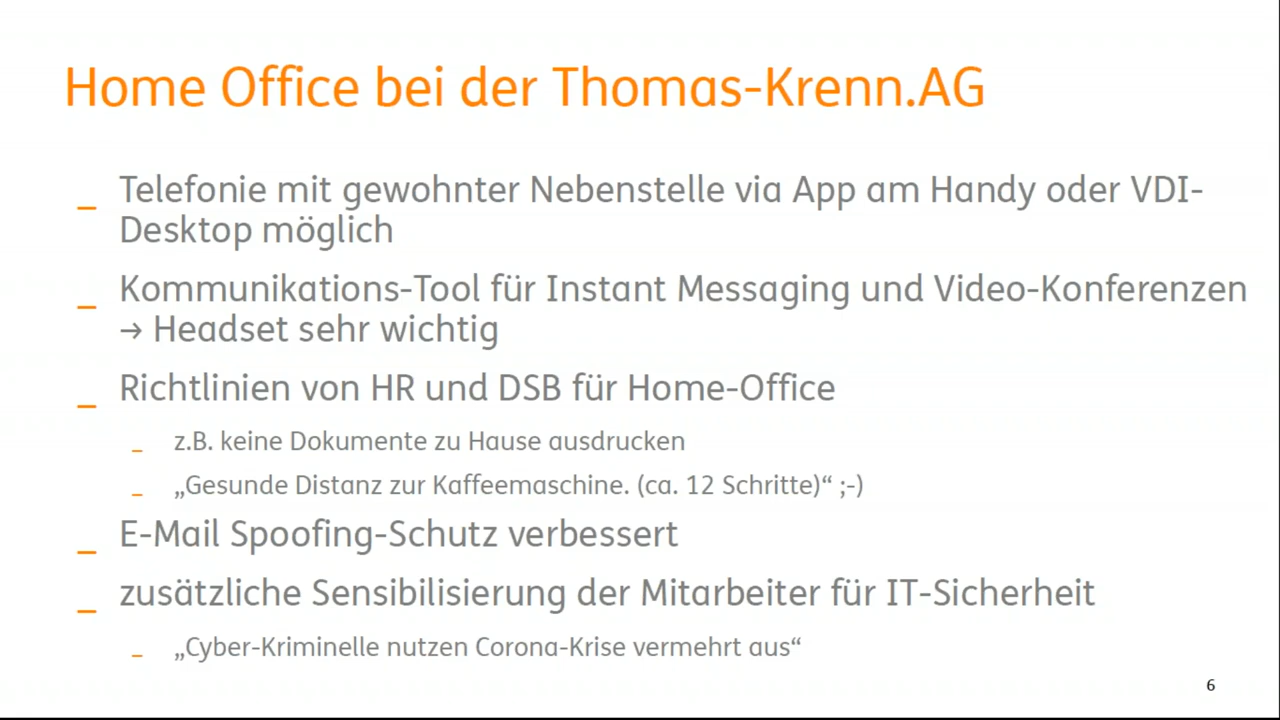 Home Office bei der Thomas-Krenn.AG
_ Telefonie mit gewohnter Nebenstelle via App am Handy oder VDI-
Desktop möglich
_ Kommunikations-Tool für Instant Messaging und Video-Konferenzen
→ Headset sehr wichtig
_ Richtlinien von HR und DSB für Home-Office
_ z.B. keine Dokumente zu Hause ausdrucken
_ „Gesunde Distanz zur Kaffeemaschine. (ca. 12 Schritte)“ ;-)
_ E-Mail Spoofing-Schutz verbessert
_ zusätzliche Sensibilisierung der Mitarbeiter für IT-Sicherheit
_ „Cyber-Kriminelle nutzen Corona-Krise vermehrt aus“
6